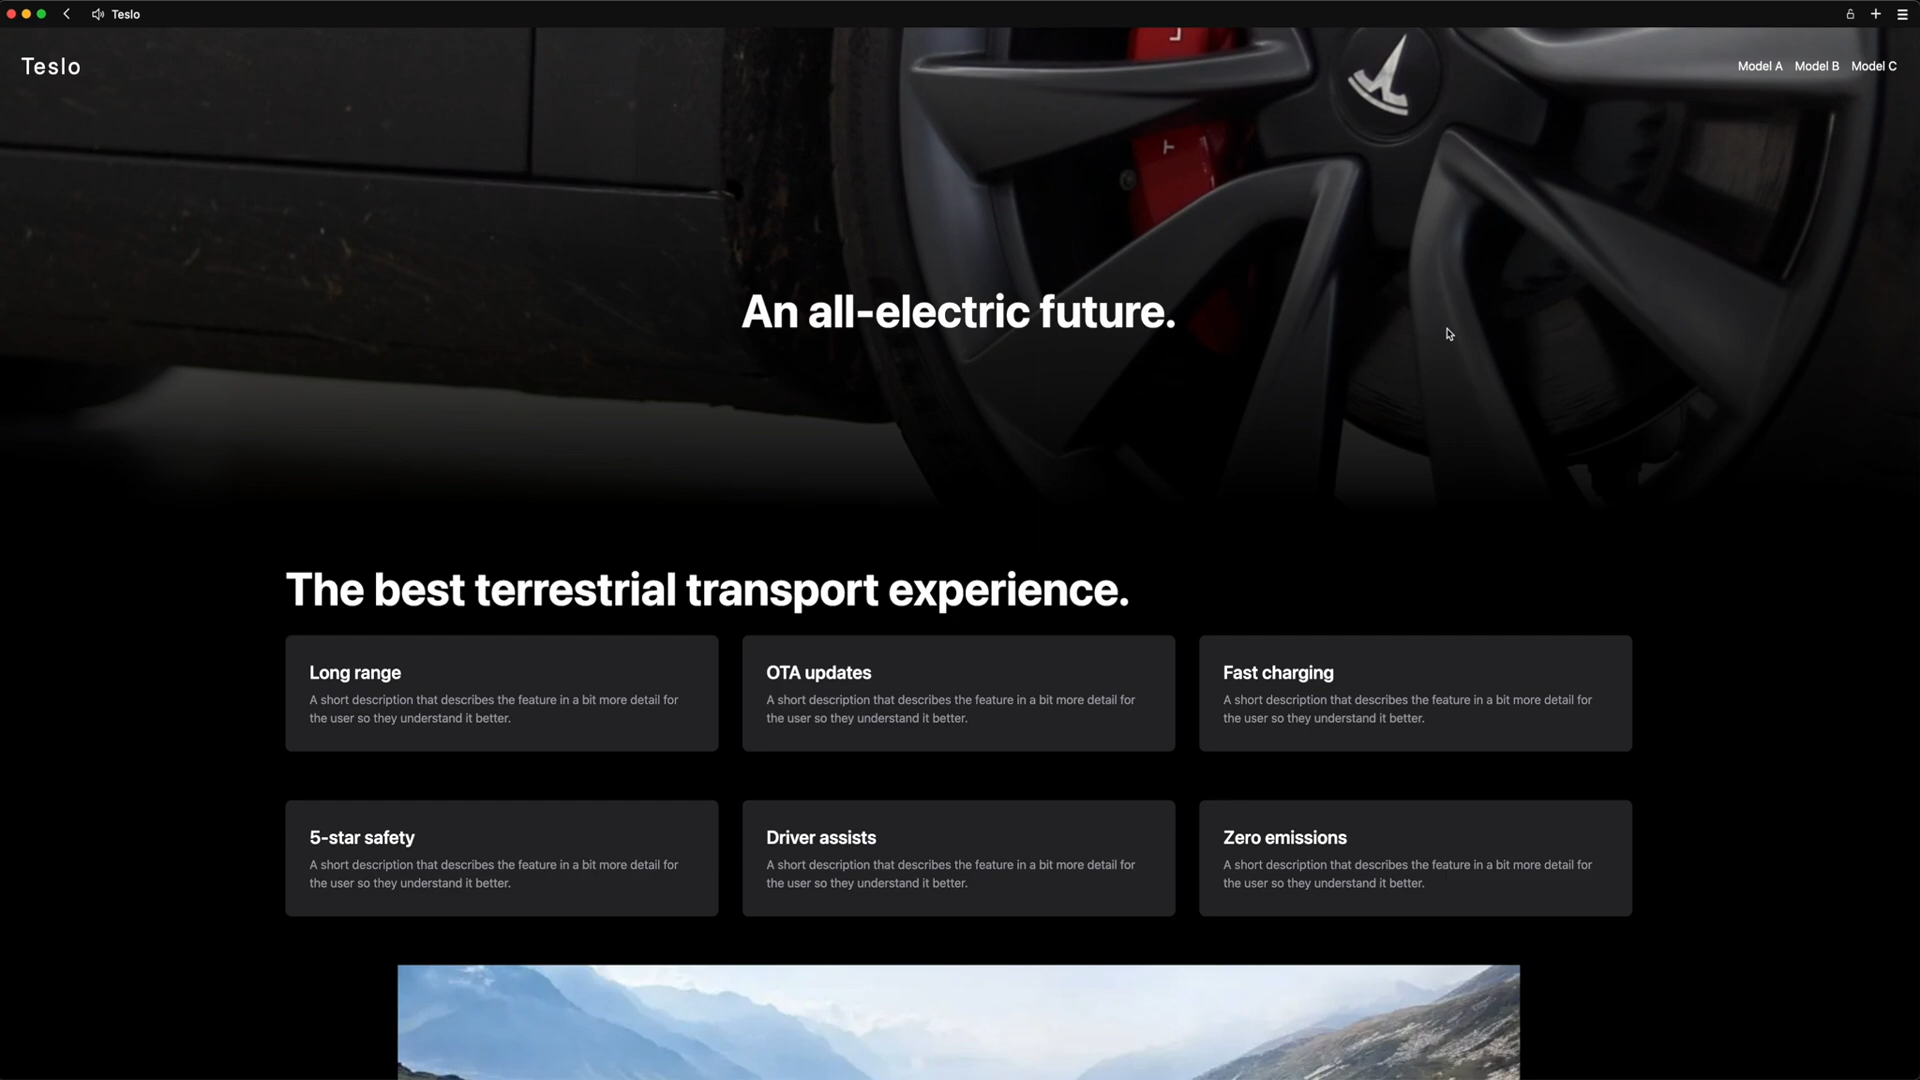 Teslo
Teslo
Model A Model B Model C
An all-electric future.
The best terrestrial transport experience.
Long range
A short description that describes the feature in a bit more detail for
the user so they understand it better.
OTA updates
A short description that describes the feature in a bit more detail for
the user so they understand it better.
Fast charging
A short description that describes the feature in a bit more detail for
the user so they understand it better.
5-star safety
A short description that describes the feature in a bit more detail for
the user so they understand it better.
Driver assists
A short description that describes the feature in a bit more detail for
the user so they understand it better.
Zero emissions
A short description that describes the feature in a bit more detail for
the user so they understand it better.